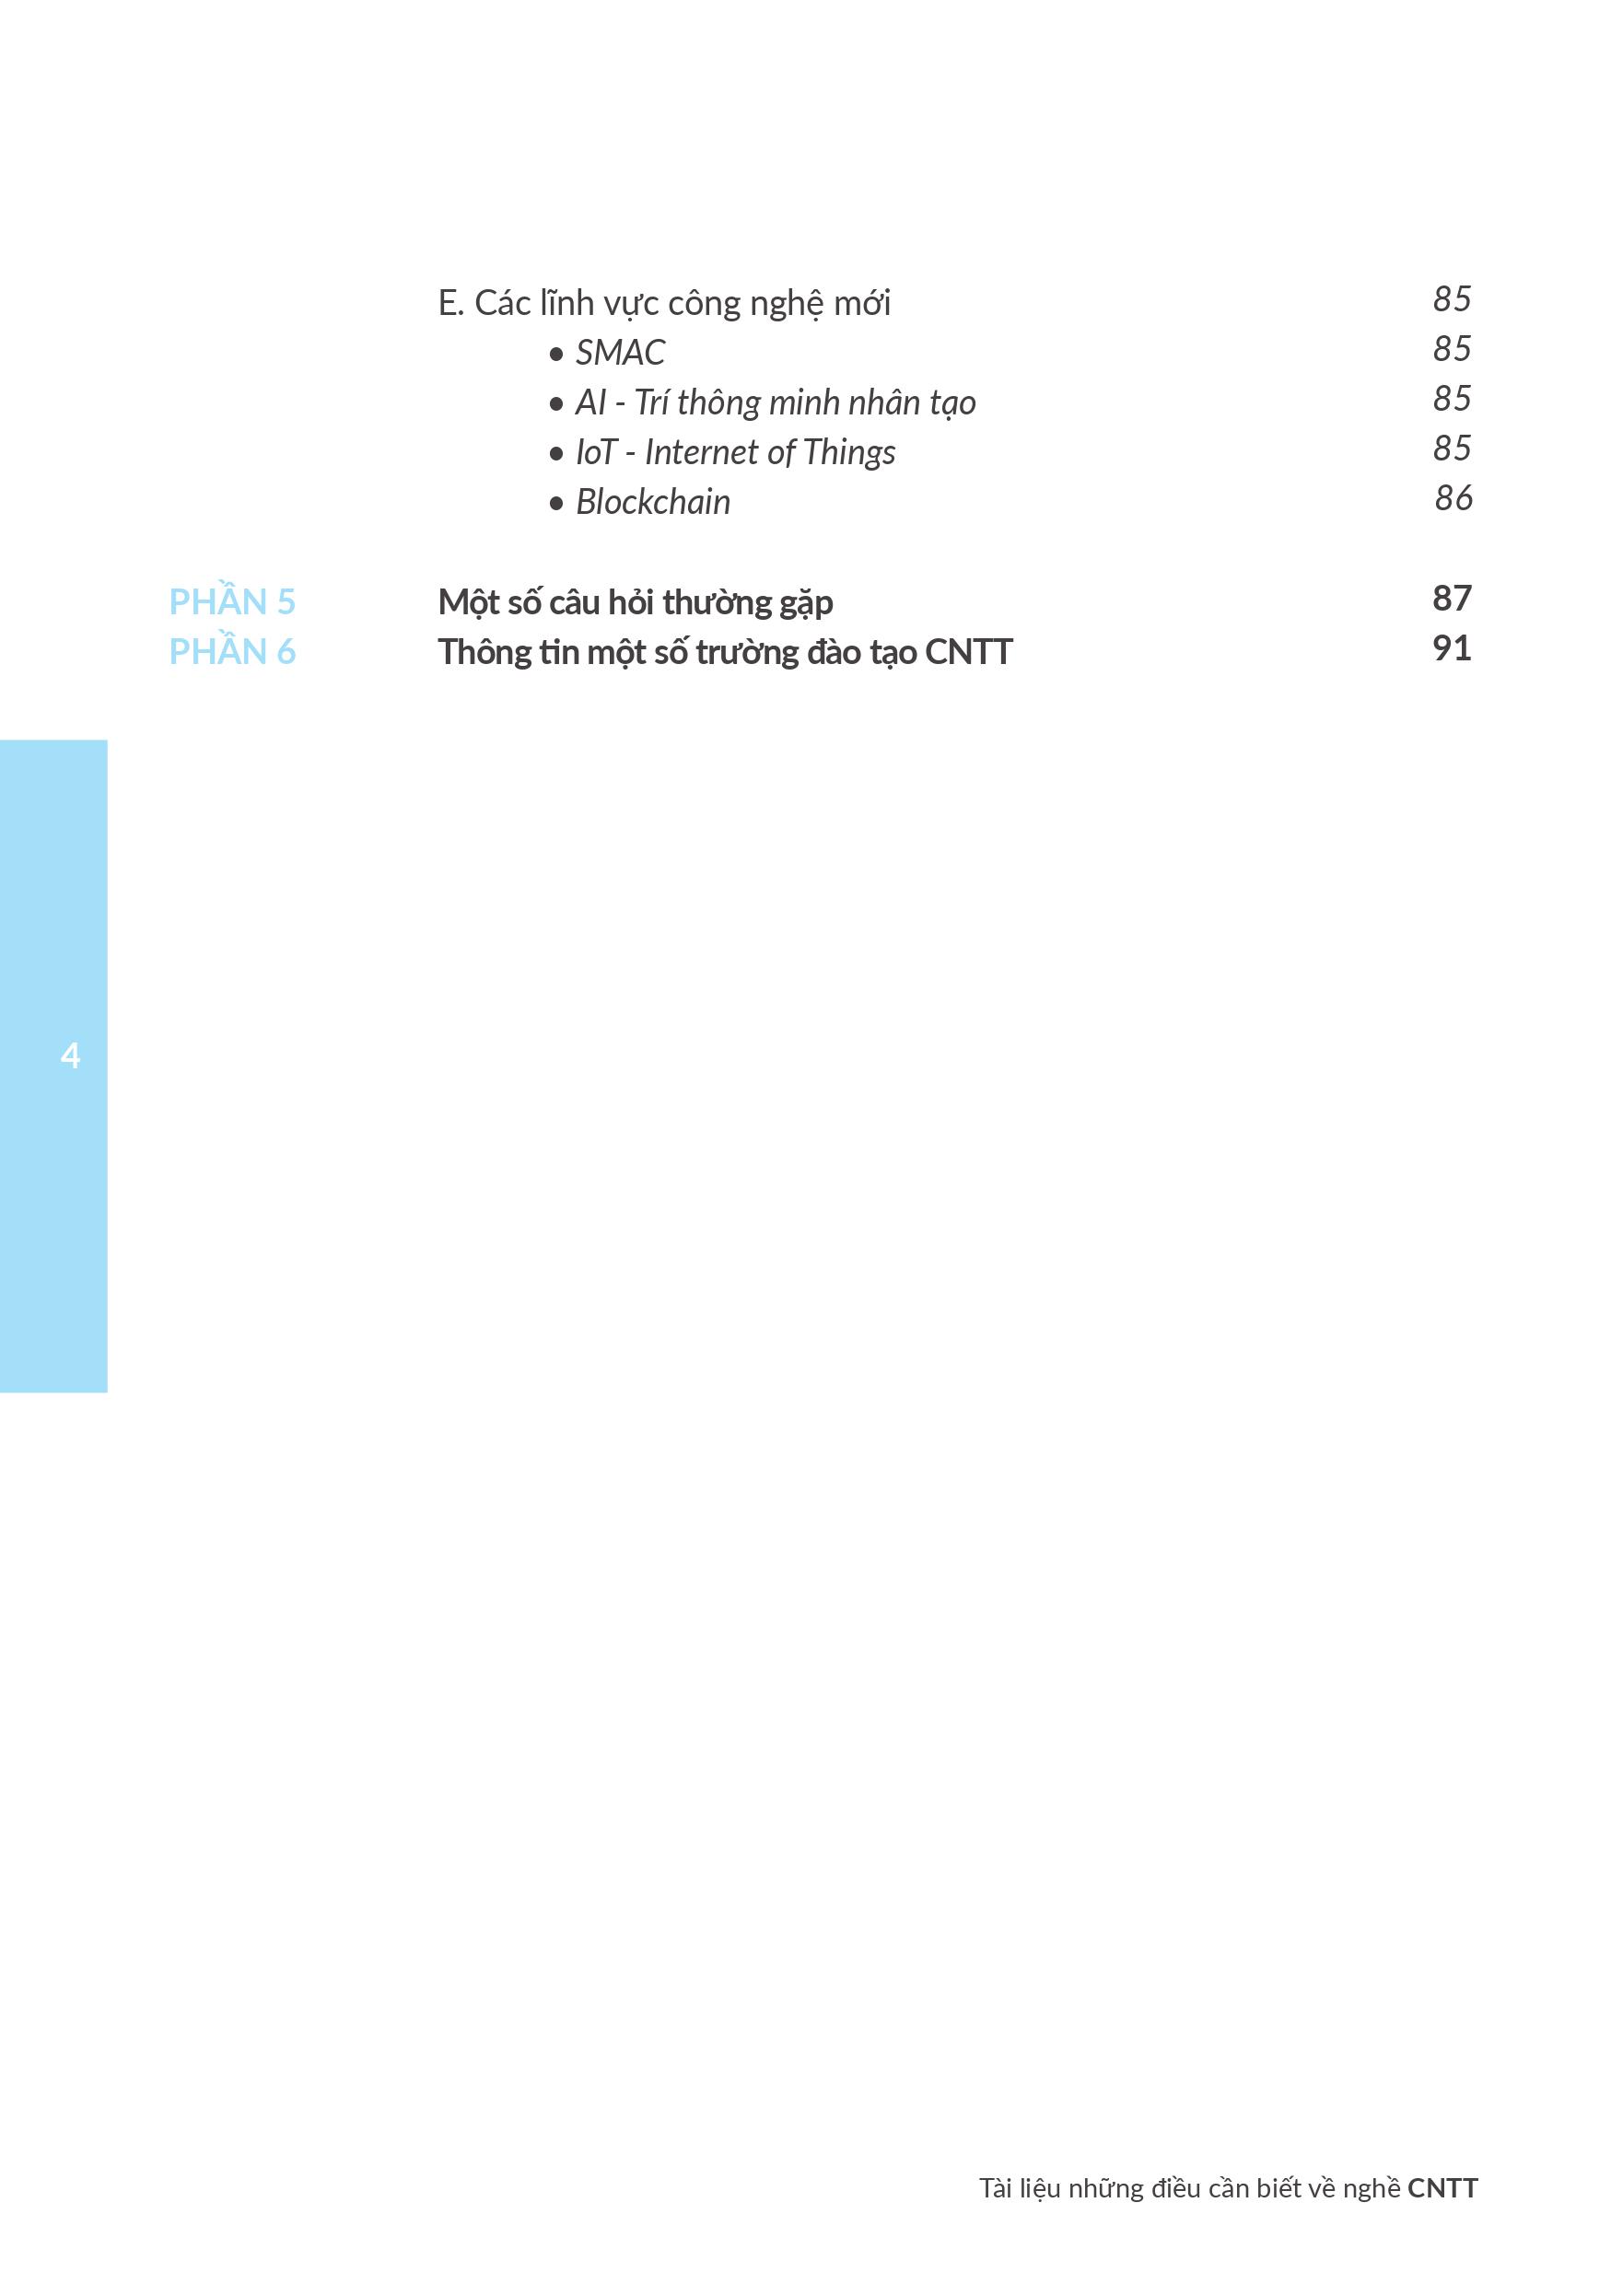 E. Các lĩnh vực công nghệ mới 85
• SMAC 85
• AI - Trí thông minh nhân tạo 85
• IoT - Internet of Things 85
• Blockchain 86
PHẦN 5 Một số câu hỏi thường gặp 87
PHẦN 6 Thông tin một số trường đào tạo CNTT 91
4
Tài liệu những điều cần biết về nghề CNTT